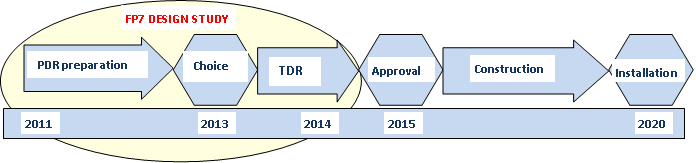 FP7 DESIGN STUDY
PDR preparation
Choice
TDR
Approval
Construction
Installation
2011
2013
2014
2015
2020